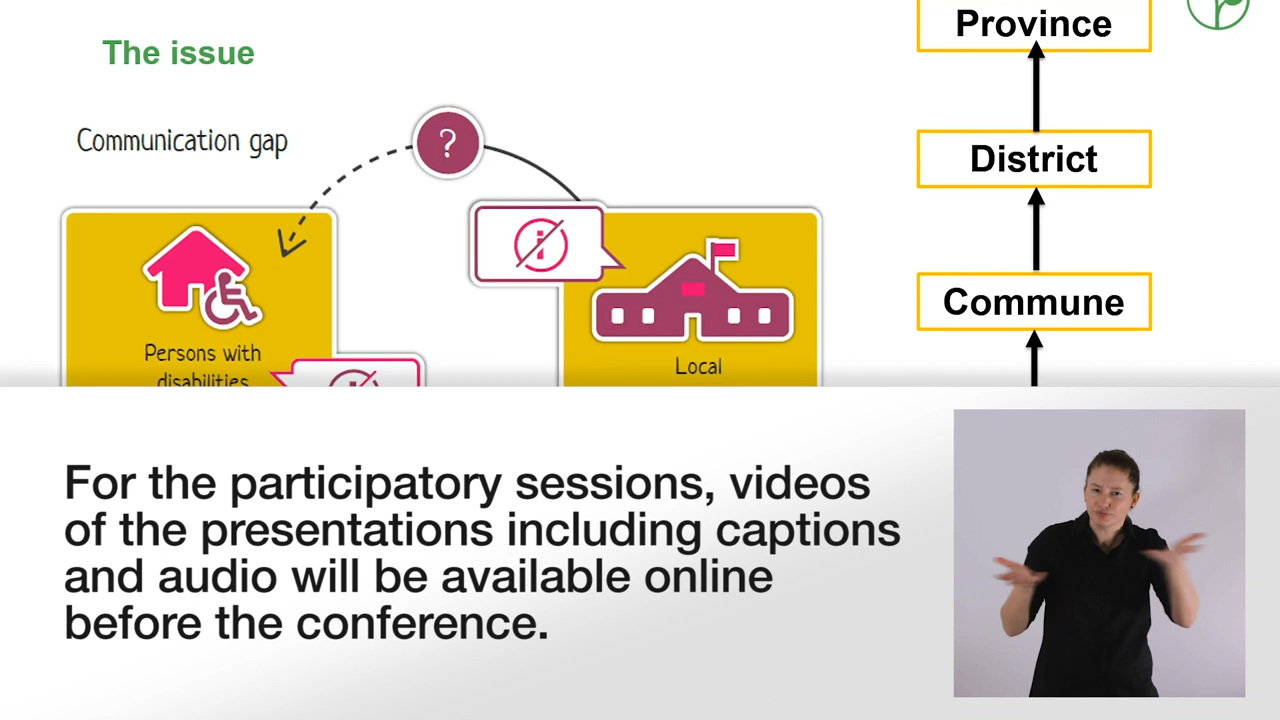 The issue
Communication gap
?
Persons with
disabilities
Local
Province
District
Commune
For the participatory sessions, videos
of the presentations including captions
and audio will be available online
before the conference.